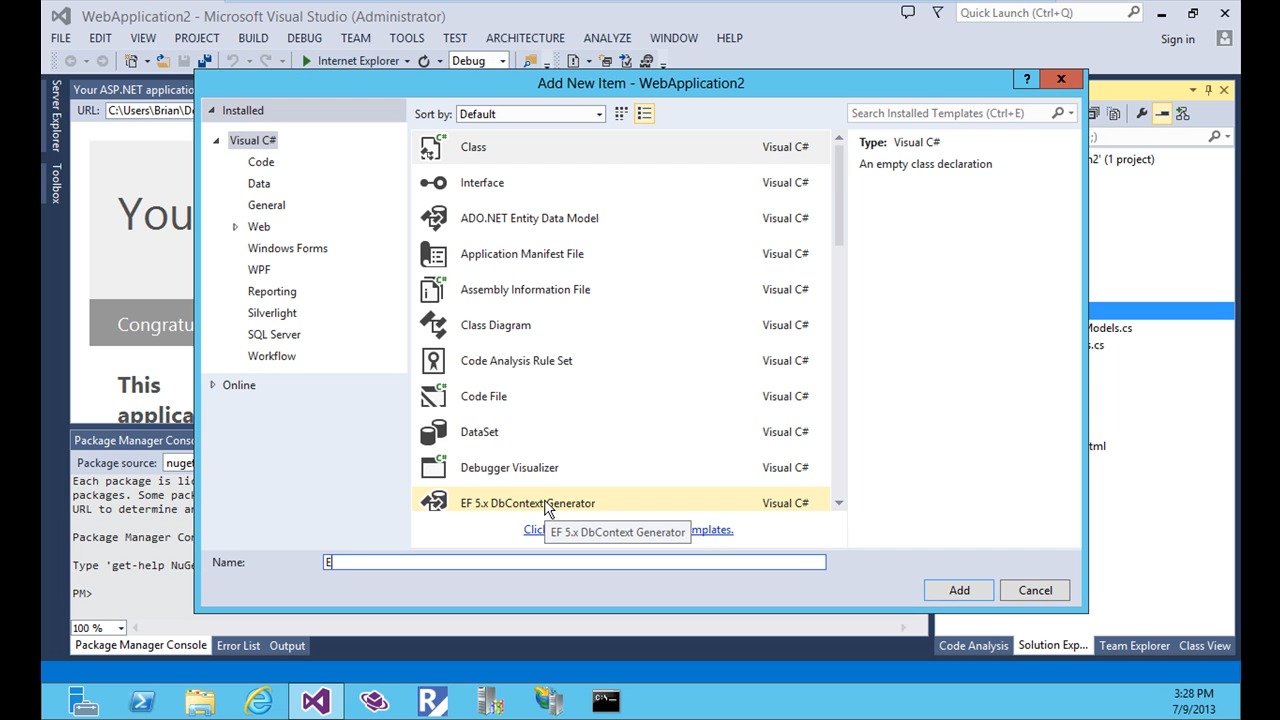 WebApplication2 - Microsoft Visual Studio (Administrator)
Quick Launch (Ctrl+Q)
FILE EDIT VIEW PROJECT BUILD DEBUG TEAM TOOLS TEST ARCHITECTURE ANALYZE WINDOW HELP
Sign in
Internet Explorer Debug
Server Explorer
Toolbox
Your ASP.NET applicatio
URL: C:\Users\Brian\Do
You
Congratu
This
applica
Add New Item - WebApplication2
?
Installed
Visual C#
Code
Data
General
Web
Windows Forms
WPF
Reporting
Silverlight
SQL Server
Workflow
Online
Sort by: Default
Class Visual C#
Interface Visual C#
ADO.NET Entity Data Model Visual C#
Application Manifest File Visual C#
Assembly Information File Visual C#
Class Diagram Visual C#
Code Analysis Rule Set Visual C#
Code File Visual C#
DataSet Visual C#
Debugger Visualizer Visual C#
EF 5.x DbContext Generator Visual C#
Clic
EF 5.x DbContext Generator
mplates.
Search Installed Templates (Ctrl+E)
Type: Visual C#
An empty class declaration
Name: E
Add Cancel
;)
n2' (1 project)
Models.cs
s.cs
tml
Package Manager Conso
Package source: nuget
Each package is lic
packages. Some pack
URL to determine an
Package Manager Con
Type 'get-help NuGe
PM>
100 %
Package Manager Console Error List Output
Code Analysis Solution Exp... Team Explorer Class View
3:28 PM
7/9/2013